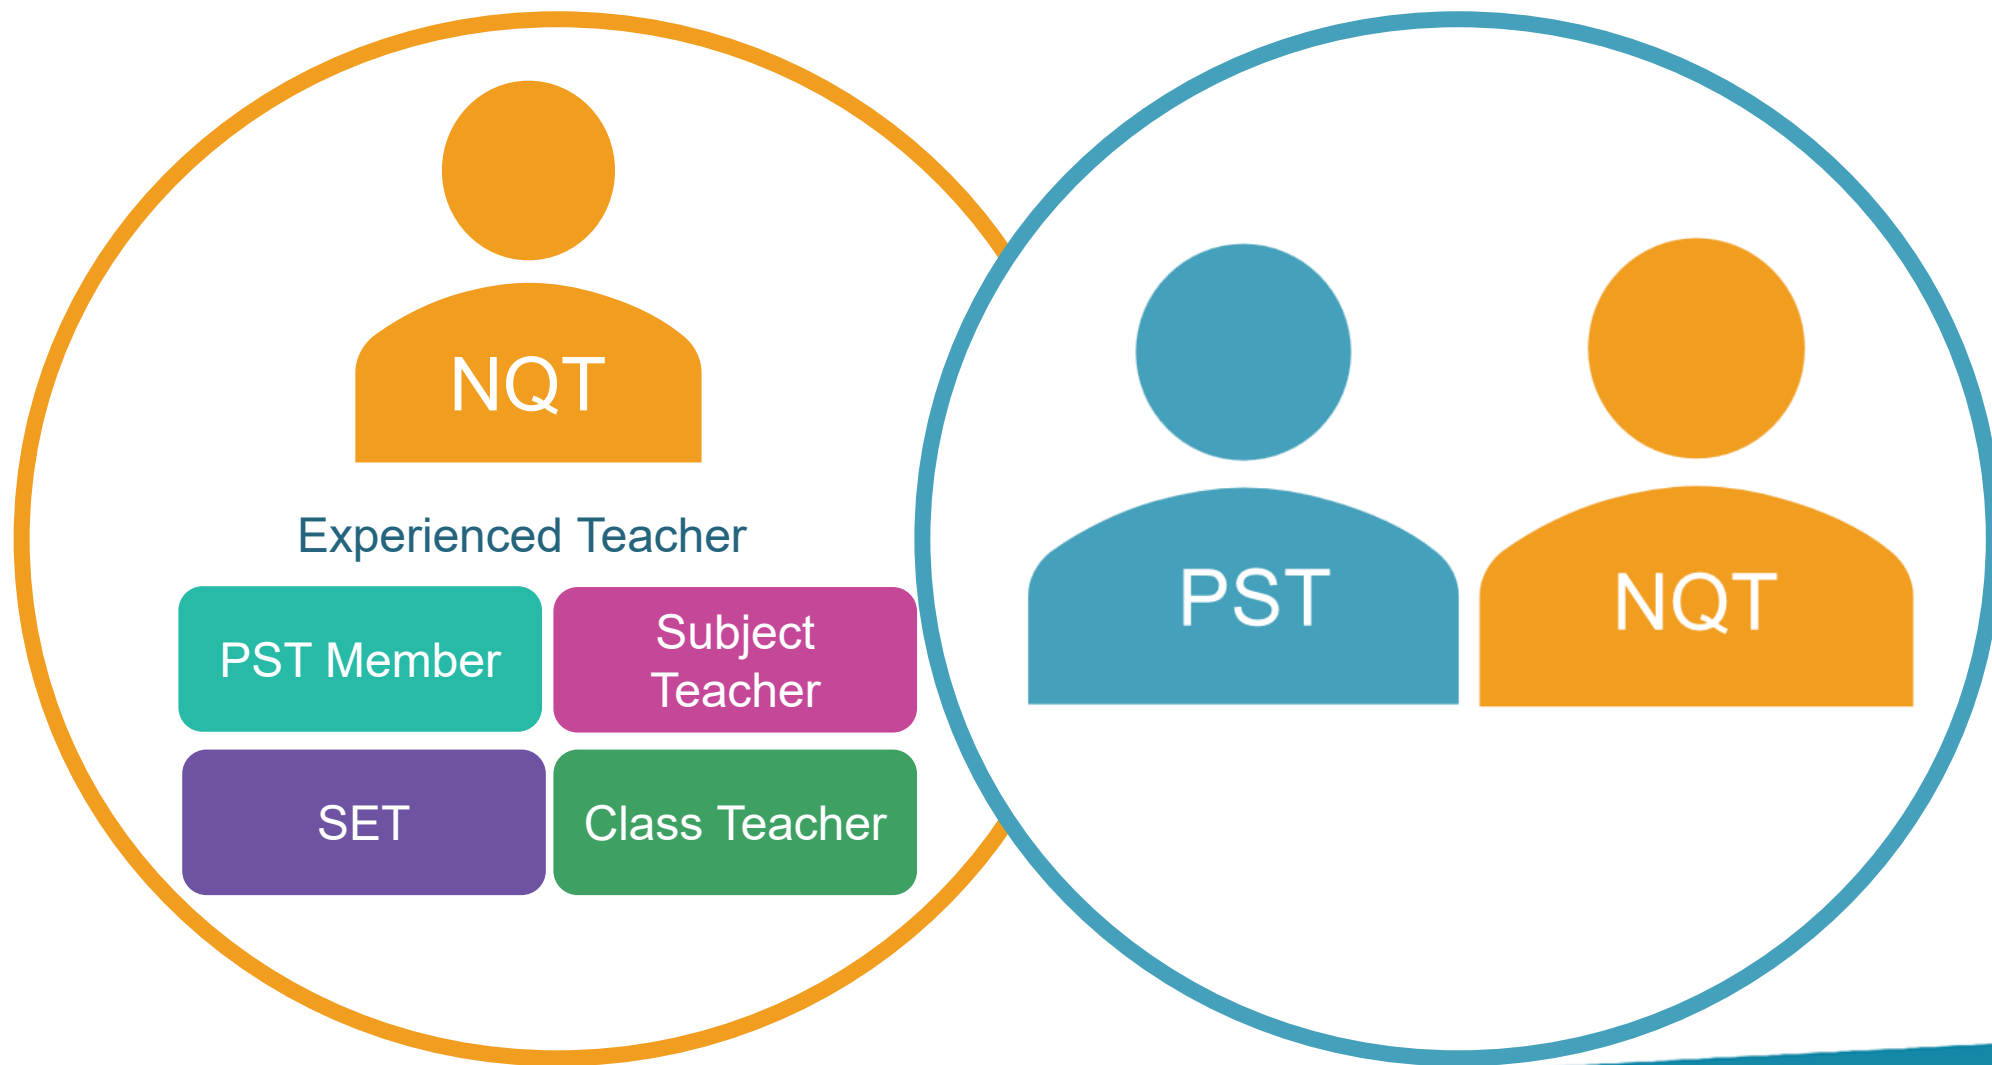 NQT
Experienced Teacher
PST Member
Subject
Teacher
SET
Class Teacher
PST
NQT